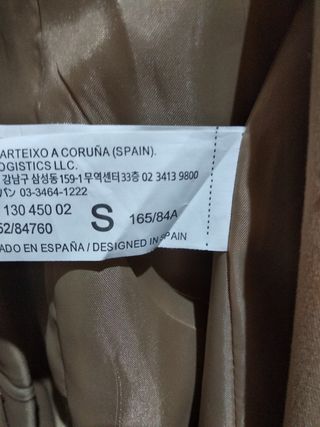 ARTEIXO A CORUÑA (SPAIN).
OGISTICS LLC.
강남구 삼성동159-1무역센터33층 02 3413 9800
パン 03-3464-1222
130 450 02
52/84760
S
165/84A
ADO EN ESPAÑA / DESIGNED IN SPAIN